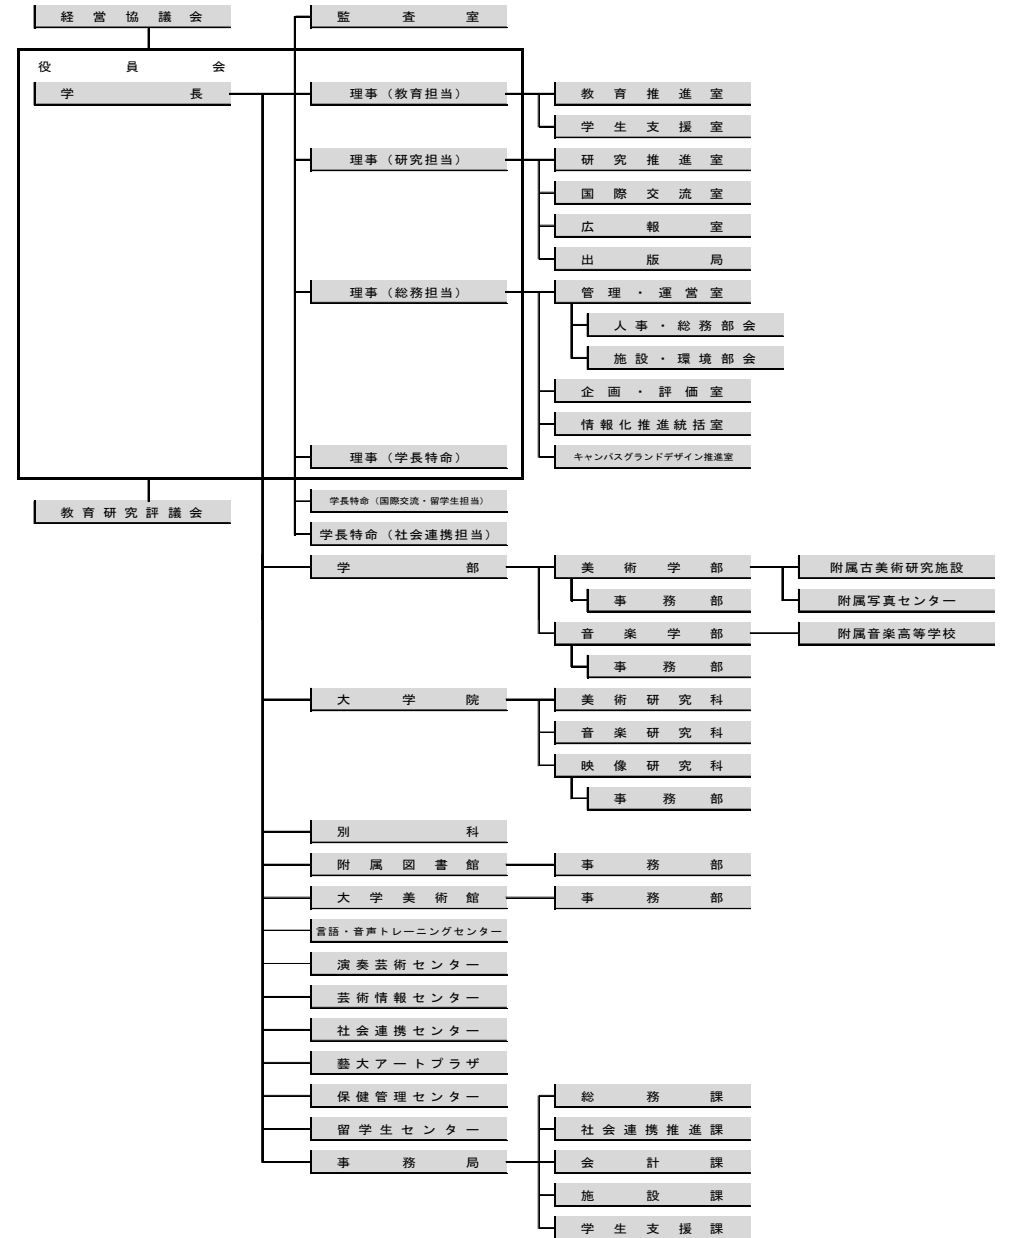 経営協議会
監査室
役員会
学長
理事（教育担当）
教育推進室
学生支援室
理事（研究担当）
研究推進室
国際交流室
広報室
出版局
理事（総務担当）
管理・運営室
人事・総務部会
施設・環境部会
企画・評価室
情報化推進統括室
理事（学長特命）
キャンパスグランドデザイン推進室
学長特命（国際交流・留学生担当）
教育研究評議会
学長特命（社会連携担当）
学部
美術学部
附属古美術研究施設
事務部
附属写真センター
音楽学部
附属音楽高等学校
事務部
大学院
美術研究科
音楽研究科
映像研究科
事務部
別科
附属図書館
事務部
大学美術館
事務部
言語・音声トレーニングセンター
演奏芸術センター
芸術情報センター
社会連携センター
藝大アートプラザ
保健管理センター
総務課
留学生センター
社会連携推進課
事務局
会計課
施設課
学生支援課